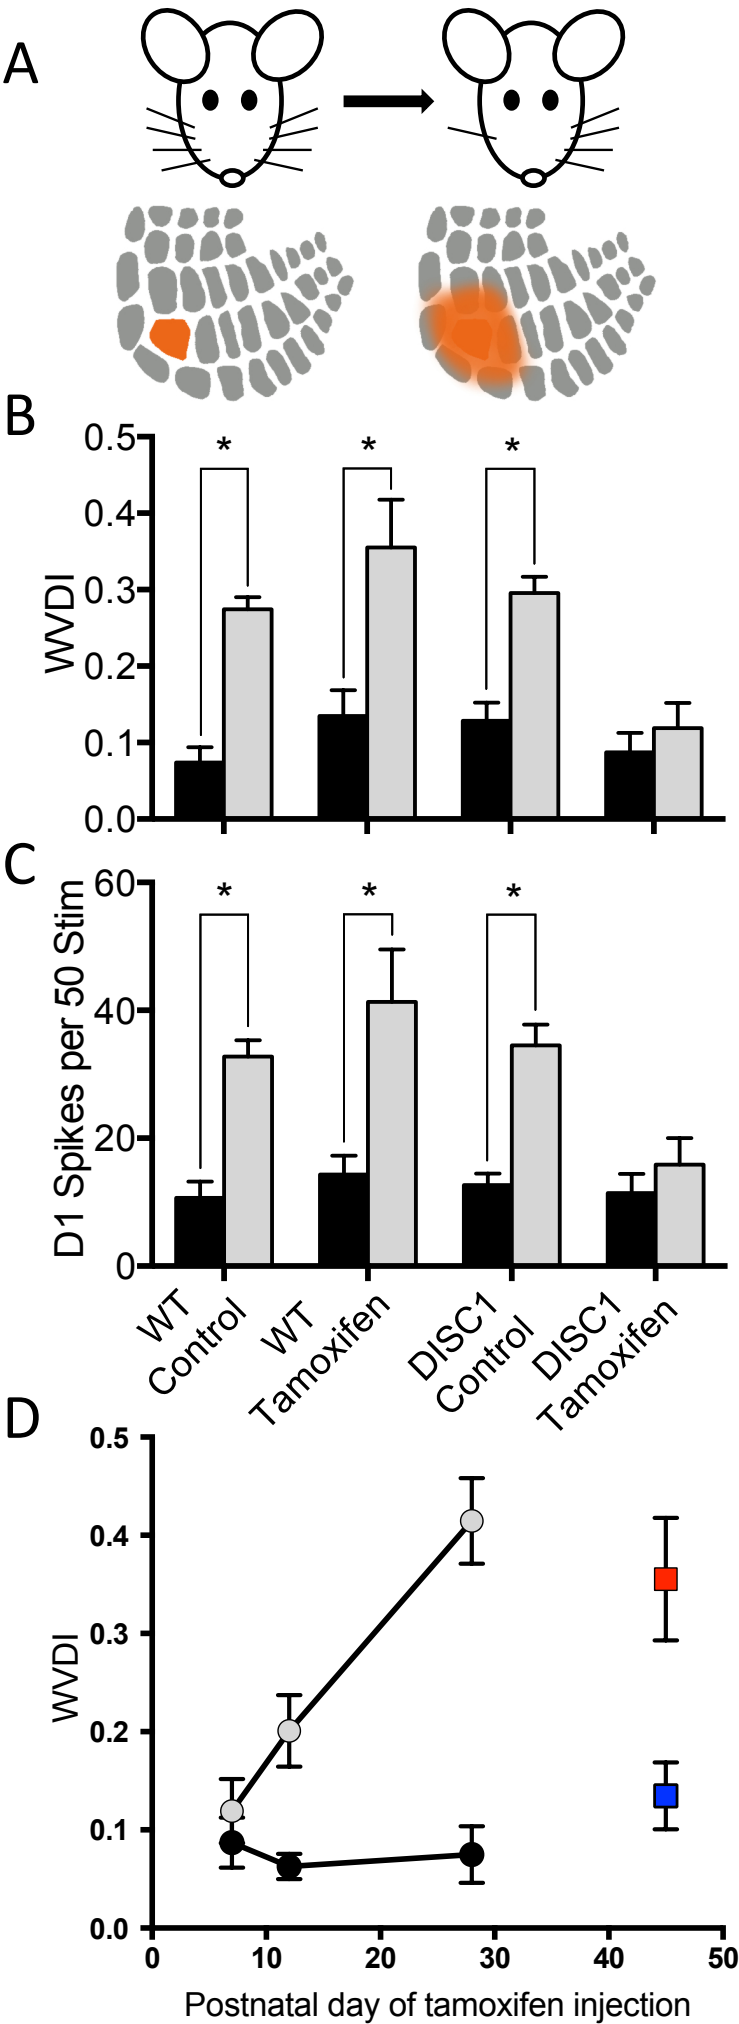 A
B
0.5
0.4
0.3
0.2
0.1
0.0
WVDI
* * *
C
60
40
20
0
D1 Spikes per 50 Stim
* * *
WT
Control
WT
Tamoxifen
DISC1
Control
DISC1
Tamoxifen
D
0.5
0.4
0.3
0.2
0.1
0.0
WVDI
0 10 20 30 40 50
Postnatal day of tamoxifen injection